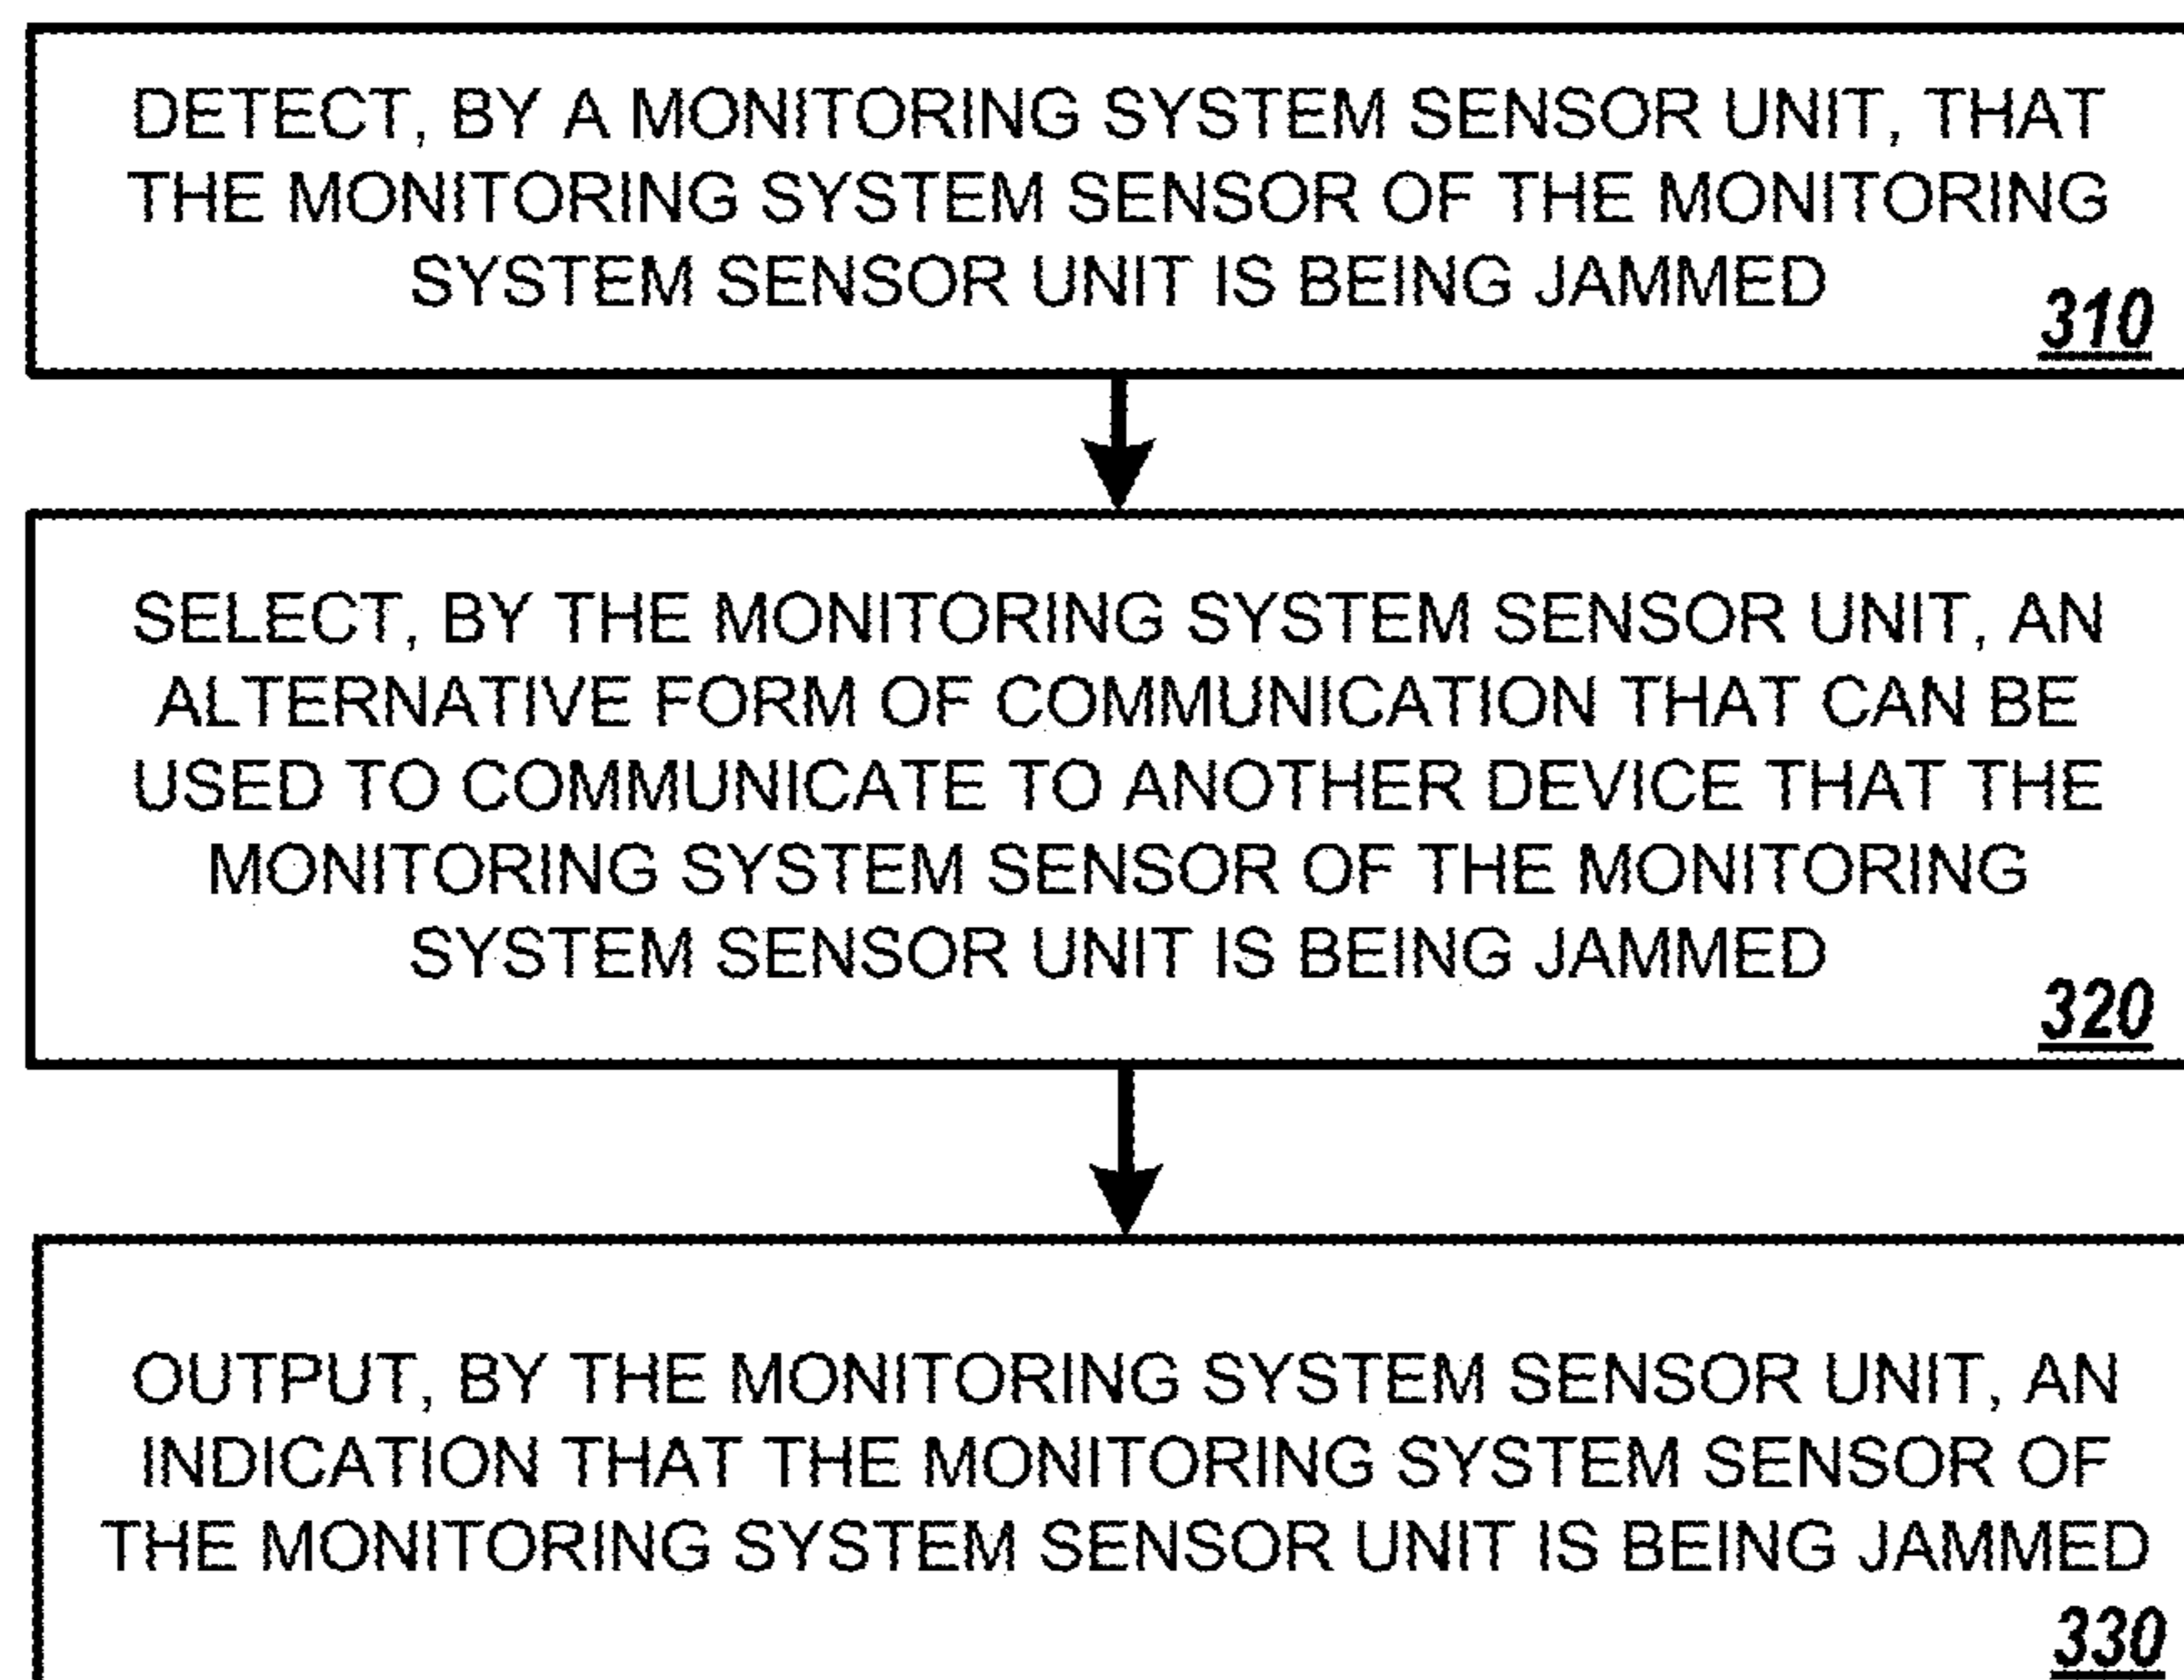 DETECT, BY A MONITORING SYSTEM SENSOR UNIT, THAT
THE MONITORING SYSTEM SENSOR OF THE MONITORING
SYSTEM SENSOR UNIT IS BEING JAMMED
310
SELECT, BY THE MONITORING SYSTEM SENSOR UNIT, AN
ALTERNATIVE FORM OF COMMUNICATION THAT CAN BE
USED TO COMMUNICATE TO ANOTHER DEVICE THAT THE
MONITORING SYSTEM SENSOR OF THE MONITORING
SYSTEM SENSOR UNIT IS BEING JAMMED
320
OUTPUT, BY THE MONITORING SYSTEM SENSOR UNIT, AN
INDICATION THAT THE MONITORING SYSTEM SENSOR OF
THE MONITORING SYSTEM SENSOR UNIT IS BEING JAMMED
330